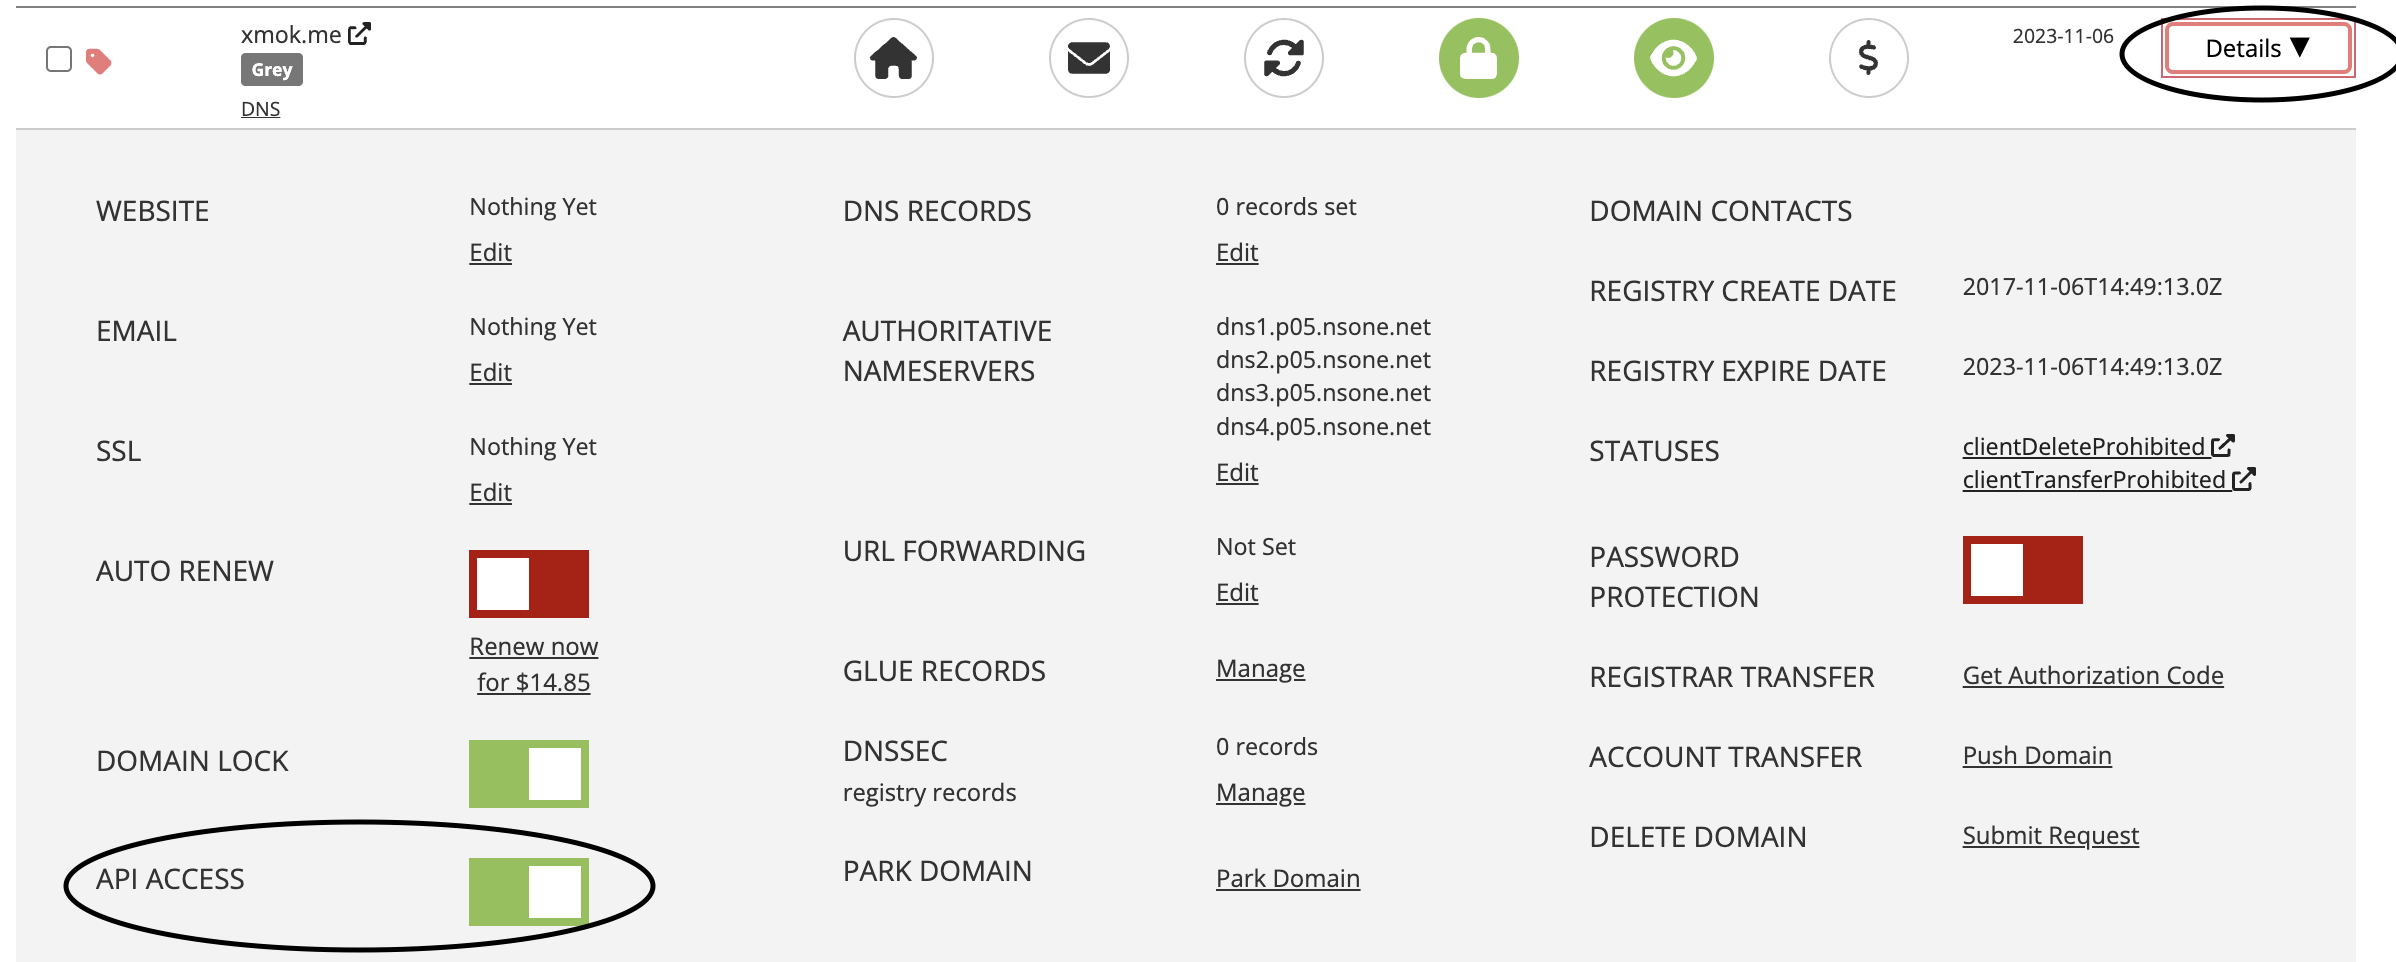 xmok.me
Grey
DNS
$
2023-11-06
Details ▼
WEBSITE
Nothing Yet
Edit
EMAIL
Nothing Yet
Edit
SSL
Nothing Yet
Edit
AUTO RENEW
Renew now
for $14.85
DOMAIN LOCK
API ACCESS
DNS RECORDS
0 records set
Edit
AUTHORITATIVE
NAMESERVERS
dns1.p05.nsone.net
dns2.p05.nsone.net
dns3.p05.nsone.net
dns4.p05.nsone.net
Edit
URL FORWARDING
Not Set
Edit
GLUE RECORDS
Manage
DNSSEC
registry records
0 records
Manage
PARK DOMAIN
Park Domain
DOMAIN CONTACTS
REGISTRY CREATE DATE
2017-11-06T14:49:13.0Z
REGISTRY EXPIRE DATE
2023-11-06T14:49:13.0Z
STATUSES
clientDeleteProhibited
clientTransferProhibited
PASSWORD
PROTECTION
REGISTRAR TRANSFER
Get Authorization Code
ACCOUNT TRANSFER
Push Domain
DELETE DOMAIN
Submit Request